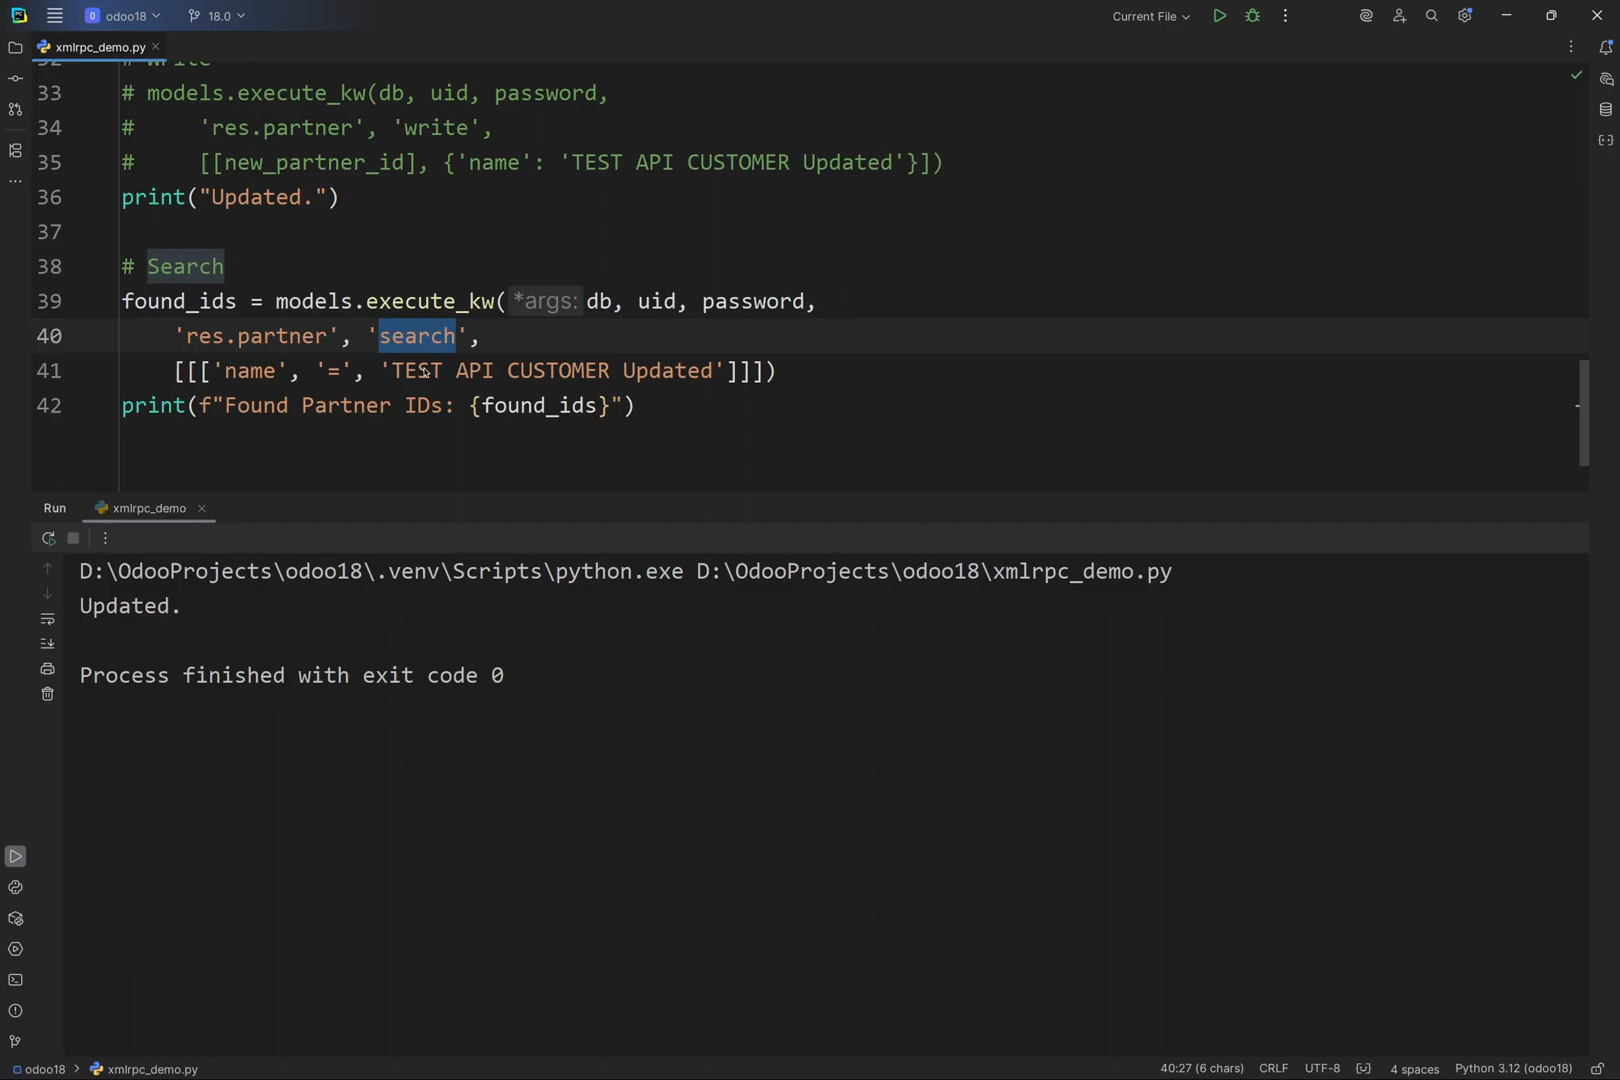 PC
odoo18
18.0
Current File
xmlrpc_demo.py
33 # models.execute_kw(db, uid, password,
34 #     'res.partner', 'write',
35 #     [[new_partner_id], {'name': 'TEST API CUSTOMER Updated'}])
36 print("Updated.")
37
38 # Search
39 found_ids = models.execute_kw( *args: db, uid, password,
40     'res.partner', 'search',
41     [[['name', '=', 'TEST API CUSTOMER Updated']]])
42 print(f"Found Partner IDs: {found_ids}")
Run xmlrpc_demo
D:\OdooProjects\odoo18\.venv\Scripts\python.exe D:\OdooProjects\odoo18\xmlrpc_demo.py
Updated.
Process finished with exit code 0
odoo18 > xmlrpc_demo.py
40:27 (6 chars) CRLF UTF-8 4 spaces Python 3.12 (odoo18)